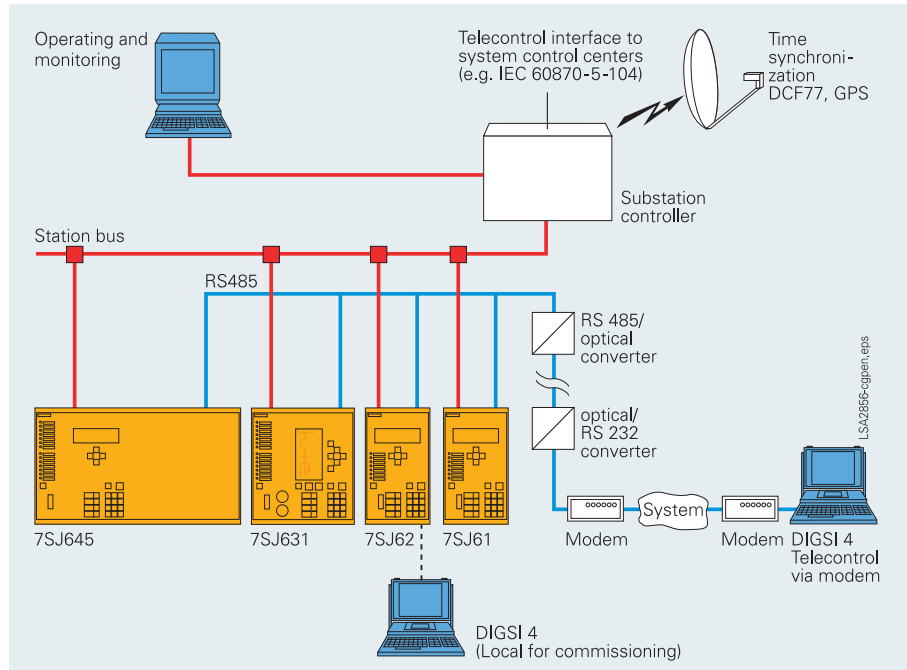 Operating and
monitoring
Telecontrol interface to
system control centers
(e.g. IEC 60870-5-104)
Time
synchroni-
zation
DCF77, GPS
Substation
controller
Station bus
RS485
RS 485/
optical
converter
optical/
RS 232
converter
LSA2856-cgpen.eps
7SJ645
7SJ631
7SJ62
7SJ61
Modem
System
Modem
DIGSI 4
Telecontrol
via modem
DIGSI 4
(Local for commissioning)